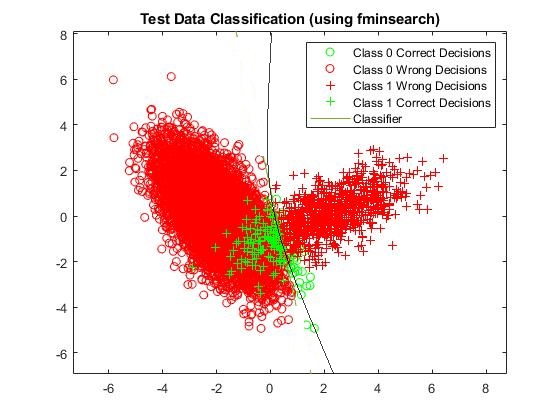 Test Data Classification (using fminsearch)
8
6
4
2
0
-2
-4
-6
Class 0 Correct Decisions
Class 0 Wrong Decisions
Class 1 Wrong Decisions
Class 1 Correct Decisions
Classifier
-6 -4 -2 0 2 4 6 8